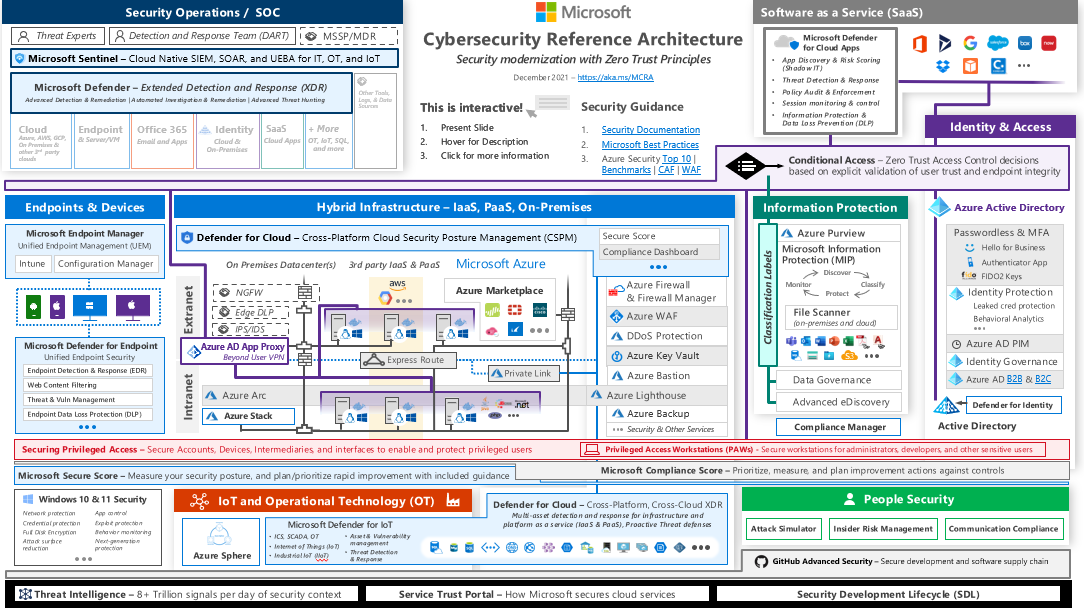 Security Operations / SOC
Threat Experts
Detection and Response Team (DART)
MSSP/MDR
Microsoft Sentinel – Cloud Native SIEM, SOAR, and UEBA for IT, OT, and IoT
Microsoft Defender – Extended Detection and Response (XDR)
Advanced Detection & Remediation | Automated Investigation & Remediation | Advanced Threat Hunting
Other Tools,
Logs, & Data
Sources
Cloud
Azure, AWS, GCP,
On Premises &
other 3rd party
clouds
Endpoint
& Server/VM
Office 365
Email and Apps
Identity
Cloud &
On-Premises
SaaS
Cloud Apps
+ More
OT, IoT, SQL,
and more
Microsoft
Cybersecurity Reference Architecture
Security modernization with Zero Trust Principles
December 2021 – https://aka.ms/MCRA
This is interactive!
1. Present Slide
2. Hover for Description
3. Click for more information
Security Guidance
1. Security Documentation
2. Microsoft Best Practices
3. Azure Security Top 10 |
Benchmarks | CAF | WAF
Software as a Service (SaaS)
Microsoft Defender
for Cloud Apps
• App Discovery & Risk Scoring
(Shadow IT)
• Threat Detection & Response
• Policy Audit & Enforcement
• Session monitoring & control
• Information Protection &
Data Loss Prevention (DLP)
box
Conditional Access – Zero Trust Access Control decisions
based on explicit validation of user trust and endpoint integrity
Identity & Access
Azure Active Directory
Passwordless & MFA
Hello for Business
Authenticator App
FIDO2 Keys
Identity Protection
Leaked cred protection
Behavioral Analytics
Azure AD PIM
Identity Governance
Azure AD B2B & B2C
Defender for Identity
Active Directory
Endpoints & Devices
Microsoft Endpoint Manager
Unified Endpoint Management (UEM)
Intune
Configuration Manager
Microsoft Defender for Endpoint
Unified Endpoint Security
Endpoint Detection & Response (EDR)
Web Content Filtering
Threat & Vuln Management
Endpoint Data Loss Protection (DLP)
Hybrid Infrastructure – IaaS, PaaS, On-Premises
Defender for Cloud – Cross-Platform Cloud Security Posture Management (CSPM)
Secure Score
Compliance Dashboard
On Premises Datacenter(s)
3rd party IaaS & PaaS
Microsoft Azure
Extranet
NGFW
Edge DLP
IPS/IDS
aws
Azure Marketplace
Azure AD App Proxy
Beyond User VPN
Express Route
Private Link
Intranet
Azure Arc
Azure Stack
.net
php
Azure Firewall
& Firewall Manager
Azure WAF
DDoS Protection
Azure Key Vault
Azure Bastion
Azure Lighthouse
Azure Backup
Security & Other Services
Information Protection
Classification Labels
Azure Purview
Microsoft Information
Protection (MIP)
Discover
Monitor
Classify
Protect
File Scanner
(on-premises and cloud)
Data Governance
Advanced eDiscovery
Compliance Manager
Securing Privileged Access – Secure Accounts, Devices, Intermediaries, and interfaces to enable and protect privileged users
Privileged Access Workstations (PAWs) - Secure workstations for administrators, developers, and other sensitive users
Microsoft Secure Score – Measure your security posture, and plan/prioritize rapid improvement with included guidance
Microsoft Compliance Score – Prioritize, measure, and plan improvement actions against controls
Windows 10 & 11 Security
Network protection
Credential protection
Full Disk Encryption
Attack surface
reduction
App control
Exploit protection
Behavior monitoring
Next-generation
protection
IoT and Operational Technology (OT)
Azure Sphere
Microsoft Defender for IoT
• ICS, SCADA, OT
• Internet of Things (IoT)
• Industrial IoT (IIoT)
• Asset & Vulnerability
management
• Threat Detection
& Response
Defender for Cloud – Cross-Platform, Cross-Cloud XDR
Multi-asset detection and response for infrastructure and
platform as a service (IaaS & PaaS), Proactive Threat defenses
People Security
Attack Simulator
Insider Risk Management
Communication Compliance
GitHub Advanced Security – Secure development and software supply chain
Threat Intelligence – 8+ Trillion signals per day of security context
Service Trust Portal – How Microsoft secures cloud services
Security Development Lifecycle (SDL)